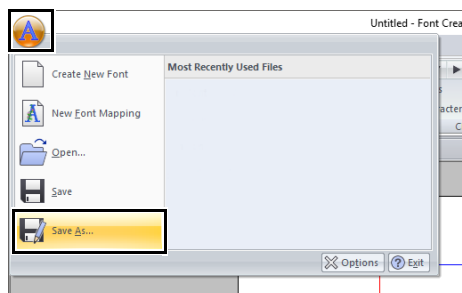 Untitled - Font Crea
Create New Font
Most Recently Used Files
New Font Mapping
acter
Open...
C
Save
Save As...
Options
Exit